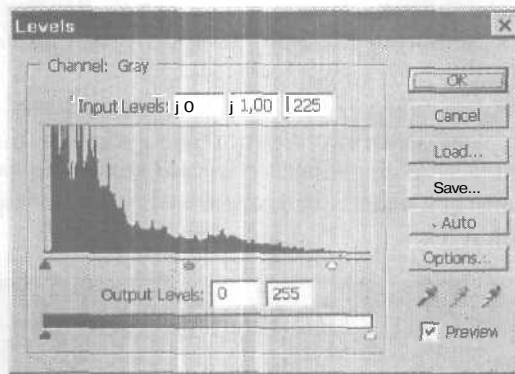 Levels
Channel: Gray
OK
Input Levels: j 0 j 1,00 225
Cancel
Load...
Save...
Auto
Options...
Output Levels: 0 255
Preview